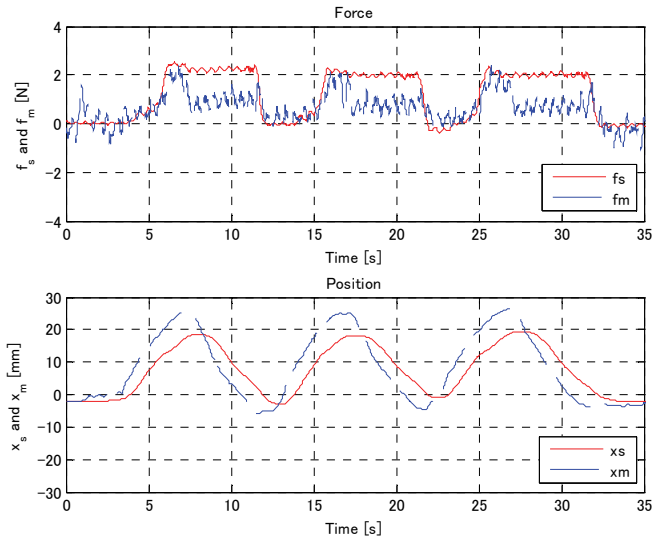 Force
4
2
0
-2
-4
f_s and f_m [N]
fs
fm
0 5 10 15 20 25 30 35
Time [s]
Position
30
20
10
0
-10
-20
-30
x_s and x_m [mm]
xs
xm
0 5 10 15 20 25 30 35
Time [s]